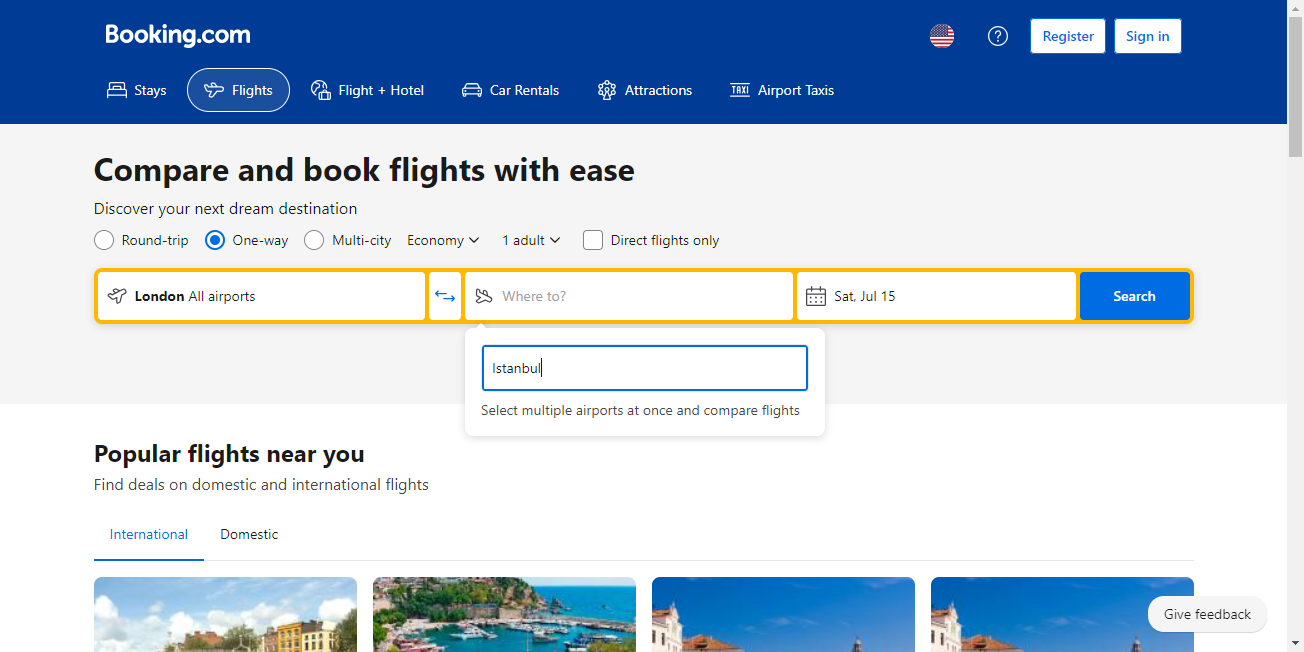 Booking.com
Register
Sign in
Stays
Flights
Flight + Hotel
Car Rentals
Attractions
TAXI Airport Taxis
Compare and book flights with ease
Discover your next dream destination
Round-trip
One-way
Multi-city
Economy
1 adult
Direct flights only
London All airports
Where to?
Sat, Jul 15
Search
Istanbul
Select multiple airports at once and compare flights
Popular flights near you
Find deals on domestic and international flights
International
Domestic
Give feedback